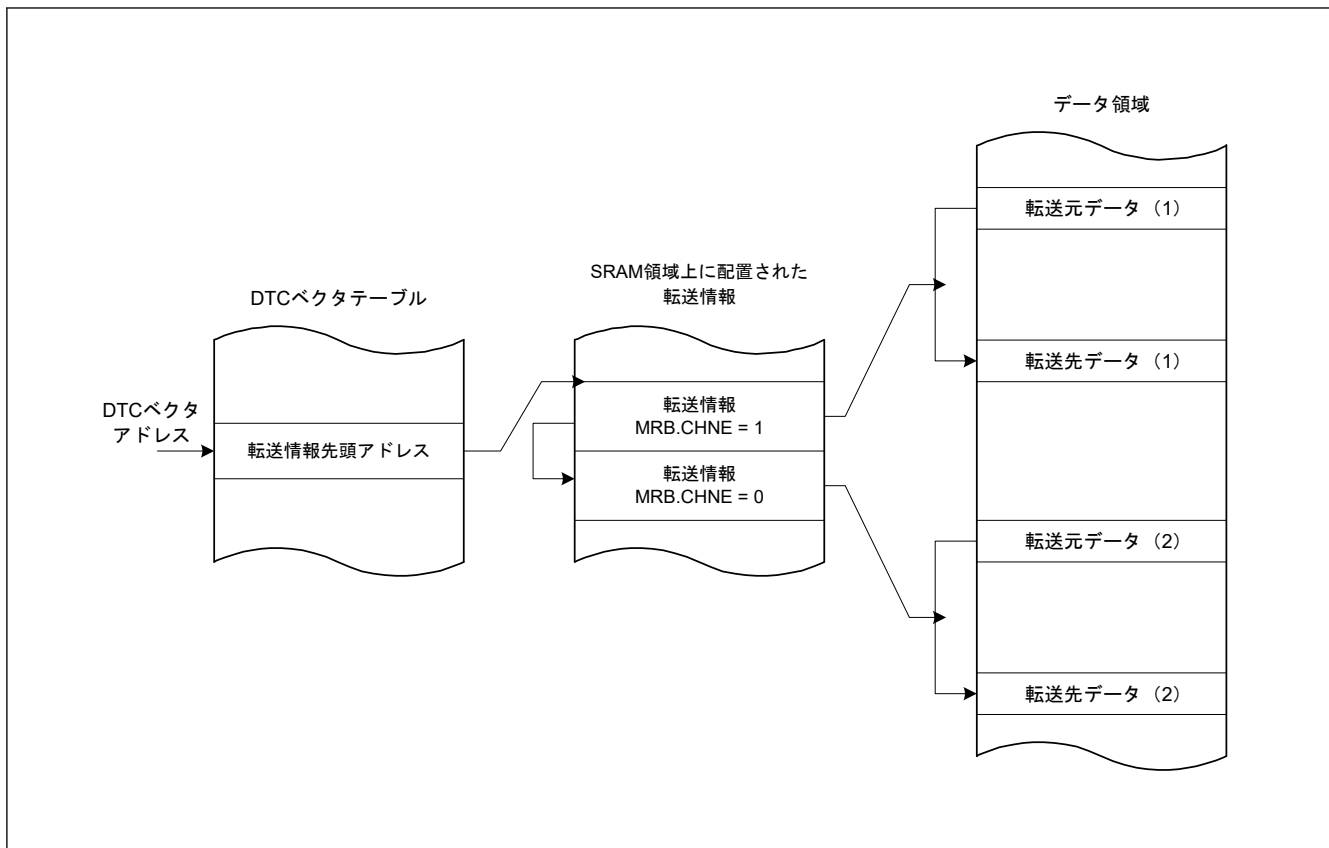 DTCベクタ
アドレス
DTCベクタテーブル
転送情報先頭アドレス
SRAM領域上に配置された
転送情報
転送情報
MRB.CHNE = 1
転送情報
MRB.CHNE = 0
データ領域
転送元データ（1）
転送先データ（1）
転送元データ（2）
転送先データ（2）